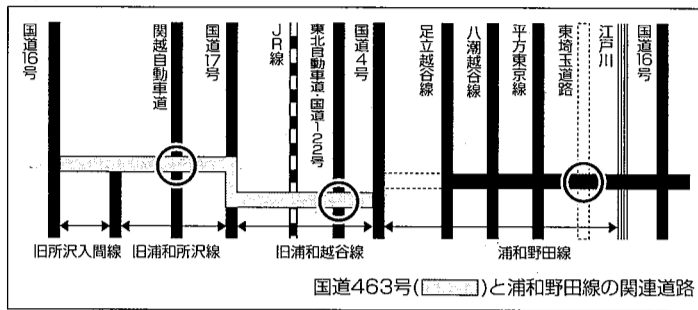 国道16号
関越自動車道
国道17号
JR線
東北自動車道・国道122号
国道4号
足立越谷線
八潮越谷線
平方東京線
東埼玉道路
江戸川
国道16号
旧所沢入間線
旧浦和所沢線
旧浦和越谷線
浦和野田線
国道463号( )と浦和野田線の関連道路